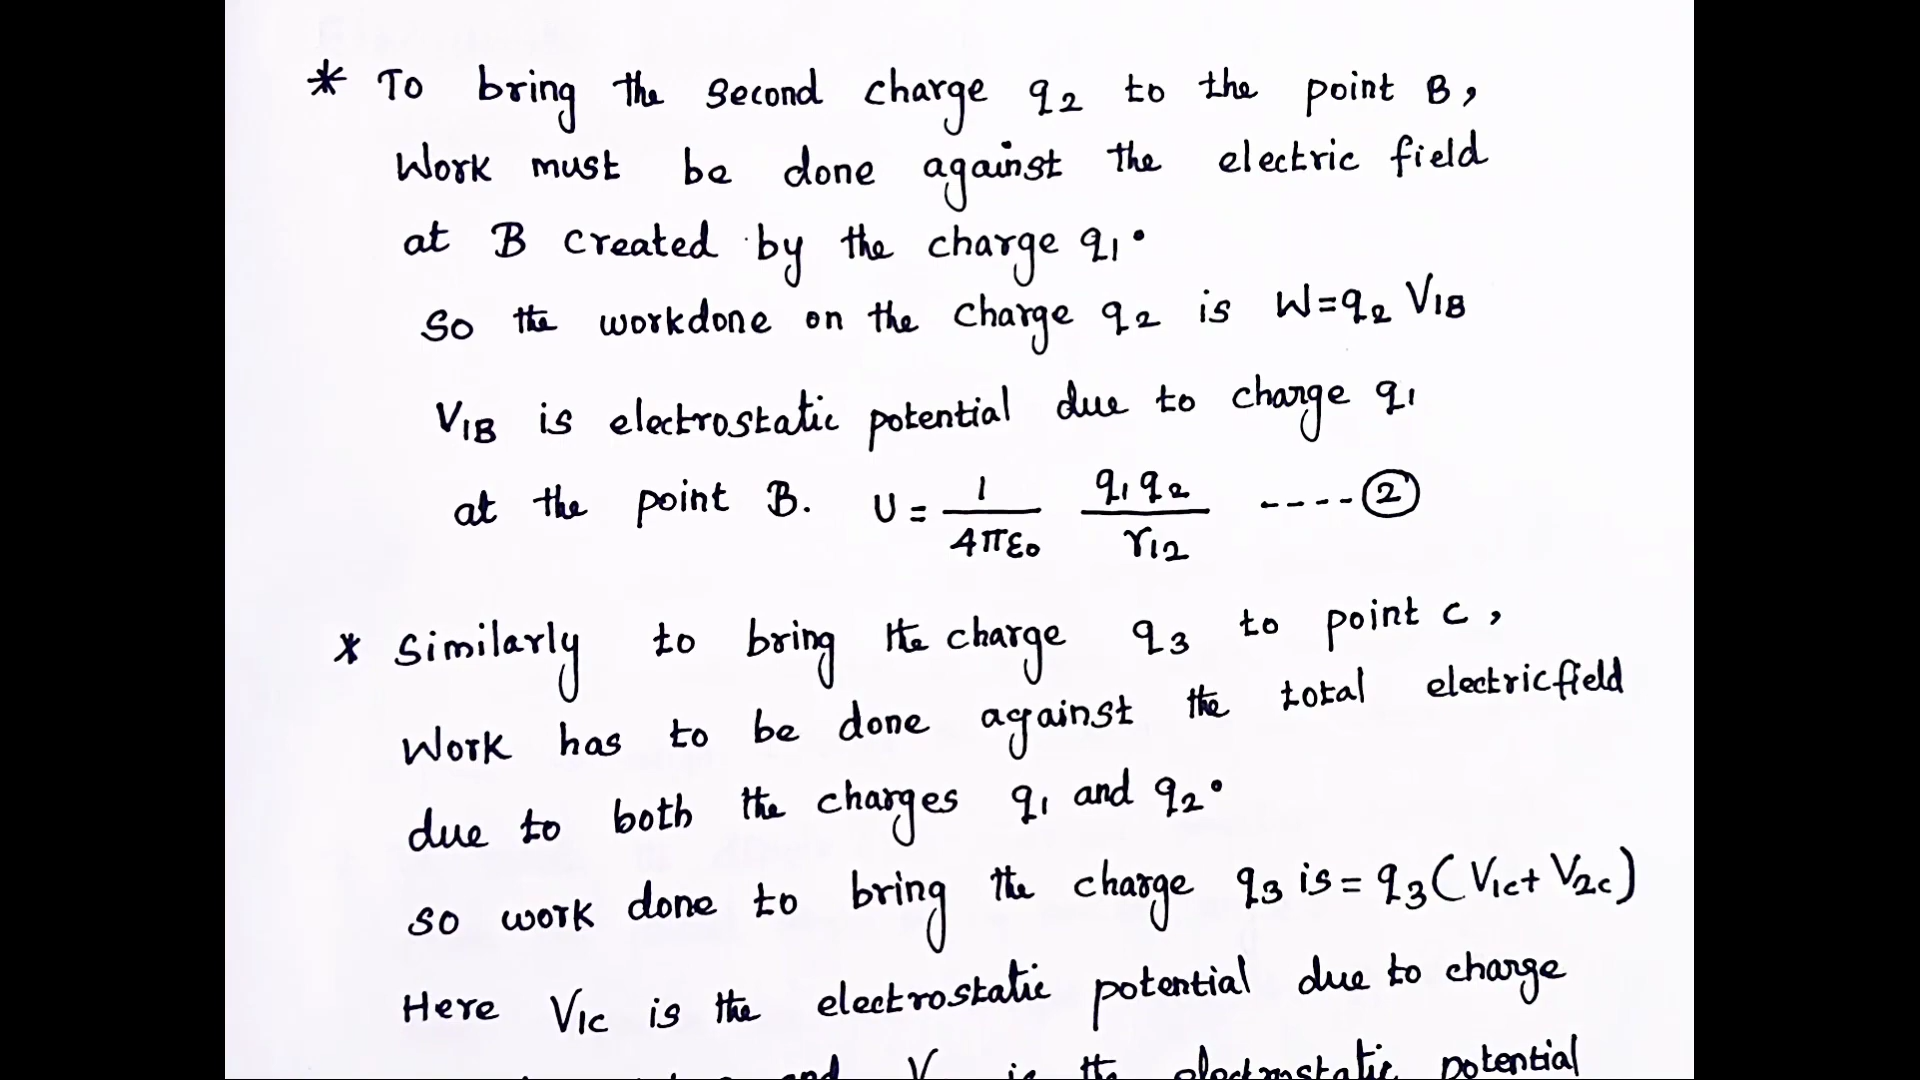 * To bring the second charge q2 to the point B,
Work must be done against the electric field
at B created by the charge q1.
So the workdone on the charge q2 is W=q2 V1B
V1B is electrostatic potential due to charge q1
at the point B. U = 1/4πε0 q1q2/r12 ----②
* Similarly to bring the charge q3 to point C,
Work has to be done against the total electricfield
due to both the charges q1 and q2.
So work done to bring the charge q3 is = q3(V1C+V2C)
Here V1C is the electrostatic potential due to charge
and V is the electrostatic potential